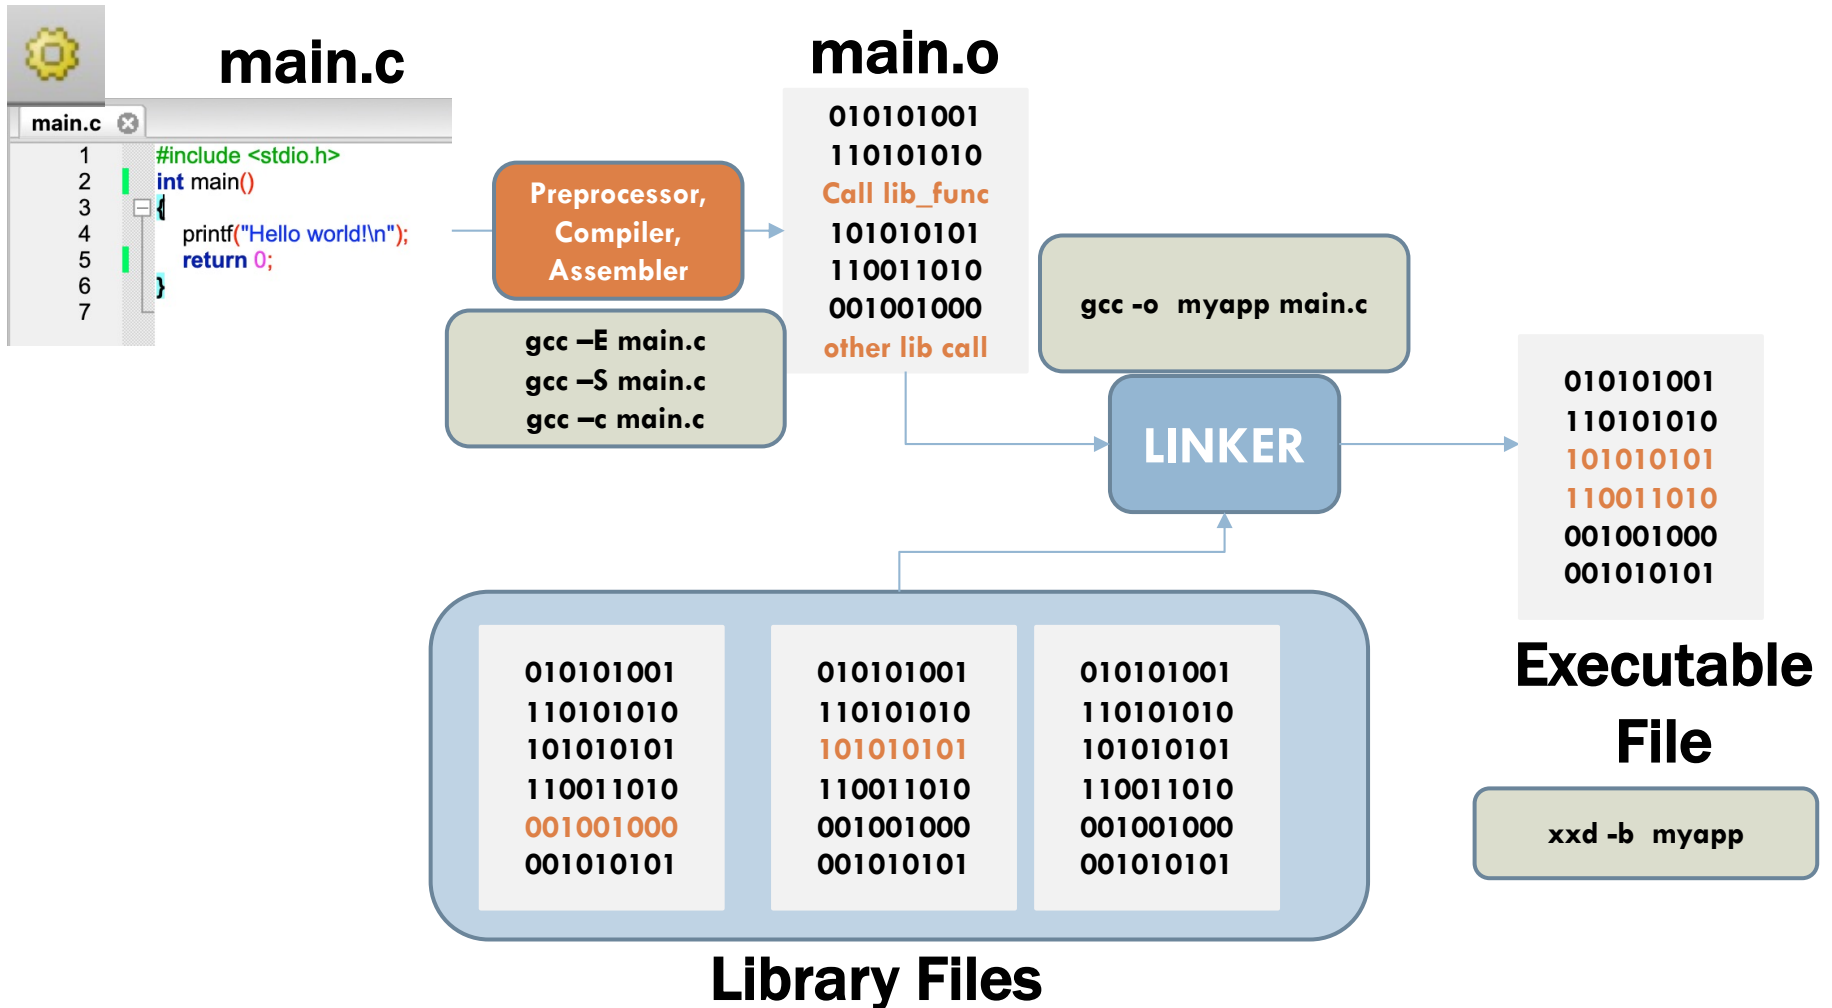 main.c
main.c
1 #include <stdio.h>
2 int main()
3 {
4 printf("Hello world!\n");
5 return 0;
6 }
7
Preprocessor,
Compiler,
Assembler
gcc –E main.c
gcc –S main.c
gcc –c main.c
main.o
010101001
110101010
Call lib_func
101010101
110011010
001001000
other lib call
gcc -o myapp main.c
LINKER
010101001
110101010
101010101
110011010
001001000
001010101
Executable
File
xxd -b myapp
010101001
110101010
101010101
110011010
001001000
001010101
010101001
110101010
101010101
110011010
001001000
001010101
010101001
110101010
101010101
110011010
001001000
001010101
Library Files